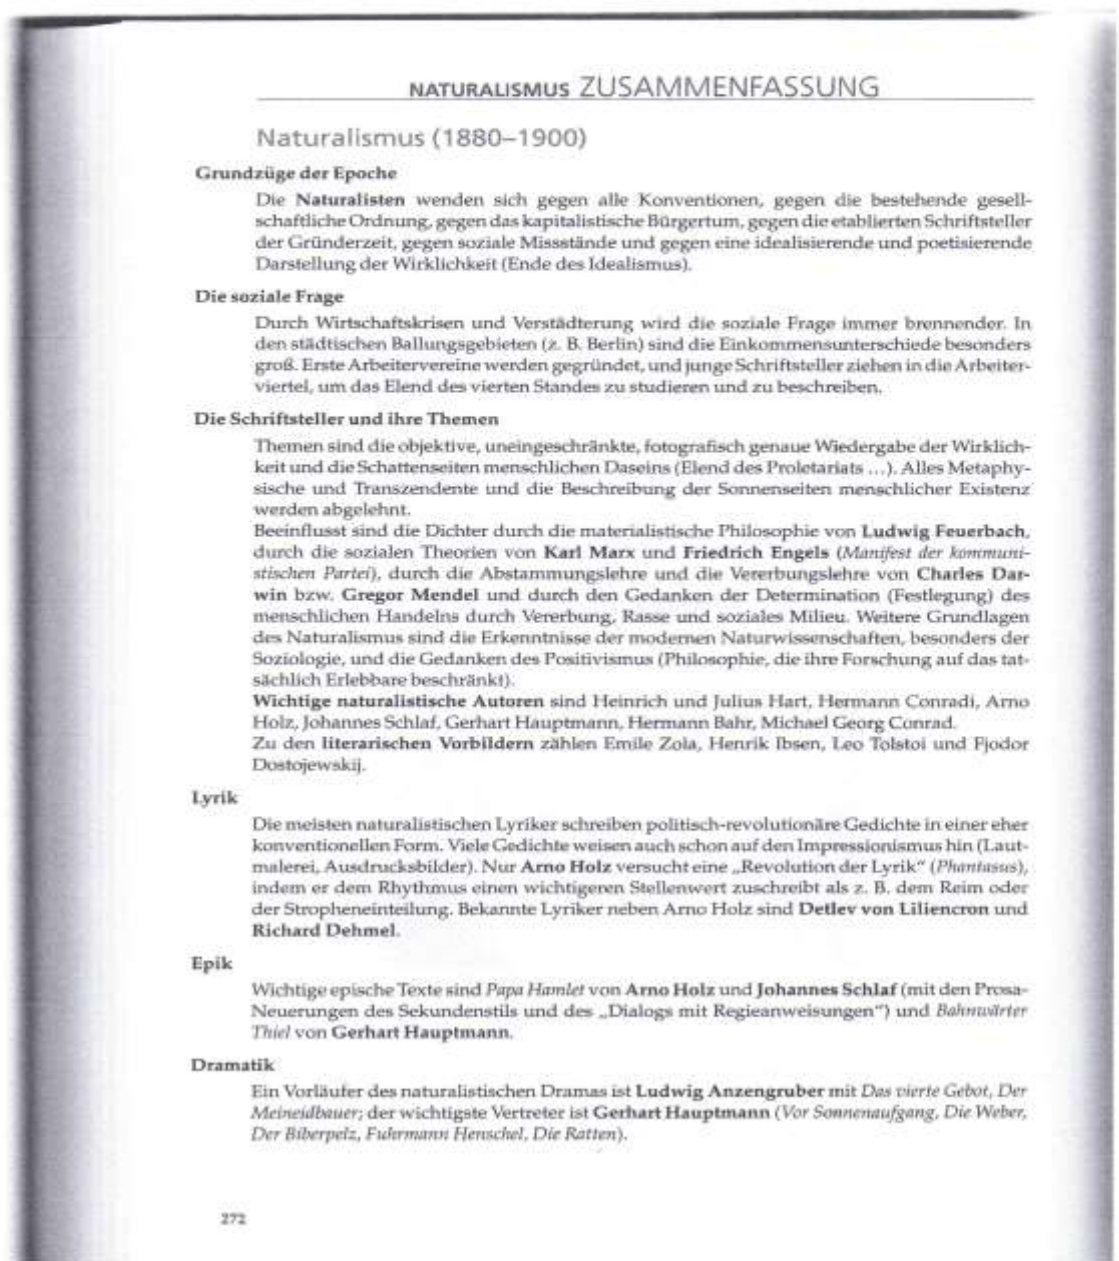 NATURALISMUS ZUSAMMENFASSUNG
Naturalismus (1880–1900)
Grundzüge der Epoche
Die Naturalisten wenden sich gegen alle Konventionen, gegen die bestehende gesell-
schaftliche Ordnung, gegen das kapitalistische Bürgertum, gegen die etablierten Schriftsteller
der Gründerzeit, gegen soziale Missstände und gegen eine idealisierende und poetisierende
Darstellung der Wirklichkeit (Ende des Idealismus).
Die soziale Frage
Durch Wirtschaftskrisen und Verstädterung wird die soziale Frage immer brennender. In
den städtischen Ballungsgebieten (z. B. Berlin) sind die Einkommensunterschiede besonders
groß. Erste Arbeitervereine werden gegründet, und junge Schriftsteller ziehen in die Arbeiter-
viertel, um das Elend des vierten Standes zu studieren und zu beschreiben.
Die Schriftsteller und ihre Themen
Themen sind die objektive, uneingeschränkte, fotografisch genaue Wiedergabe der Wirklich-
keit und die Schattenseiten menschlichen Daseins (Elend des Proletariats ...). Alles Metaphy-
sische und Transzendente und die Beschreibung der Sonnenseiten menschlicher Existenz
werden abgelehnt.
Beeinflusst sind die Dichter durch die materialistische Philosophie von Ludwig Feuerbach,
durch die sozialen Theorien von Karl Marx und Friedrich Engels (Manifest der kommuni-
stischen Partei), durch die Abstammungslehre und die Vererbungslehre von Charles Dar-
win bzw. Gregor Mendel und durch den Gedanken der Determination (Festlegung) des
menschlichen Handelns durch Vererbung, Rasse und soziales Milieu. Weitere Grundlagen
des Naturalismus sind die Erkenntnisse der modernen Naturwissenschaften, besonders der
Soziologie, und die Gedanken des Positivismus (Philosophie, die ihre Forschung auf das tat-
sächlich Erlebbare beschränkt).
Wichtige naturalistische Autoren sind Heinrich und Julius Hart, Hermann Conradi, Arno
Holz, Johannes Schlaf, Gerhart Hauptmann, Hermann Bahr, Michael Georg Conrad.
Zu den literarischen Vorbildern zählen Emile Zola, Henrik Ibsen, Leo Tolstoi und Fjodor
Dostojewskij.
Lyrik
Die meisten naturalistischen Lyriker schreiben politisch-revolutionäre Gedichte in einer eher
konventionellen Form. Viele Gedichte weisen auch schon auf den Impressionismus hin (Laut-
malerei, Ausdrucksbilder). Nur Arno Holz versucht eine „Revolution der Lyrik“ (Phantasus),
indem er dem Rhythmus einen wichtigeren Stellenwert zuschreibt als z. B. dem Reim oder
der Stropheneinteilung. Bekannte Lyriker neben Arno Holz sind Detlev von Liliencron und
Richard Dehmel.
Epik
Wichtige epische Texte sind Papa Hamlet von Arno Holz und Johannes Schlaf (mit den Prosa-
Neuerungen des Sekundenstils und des „Dialogs mit Regieanweisungen“) und Bahnwärter
Thiel von Gerhart Hauptmann.
Dramatik
Ein Vorläufer des naturalistischen Dramas ist Ludwig Anzengruber mit Das vierte Gebot, Der
Meineidbauer; der wichtigste Vertreter ist Gerhart Hauptmann (Vor Sonnenaufgang, Die Weber,
Der Biberpelz, Fuhrmann Henschel, Die Ratten).
272